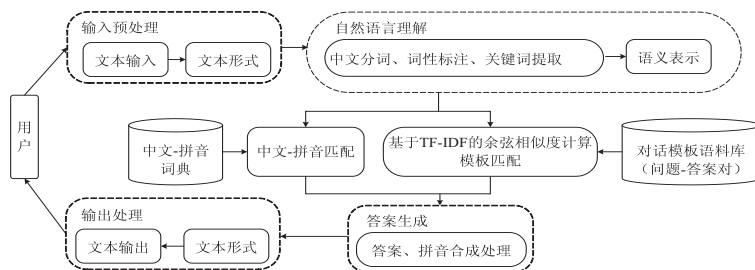 输入预处理
文本输入
文本形式
自然语言理解
中文分词、词性标注、关键词提取
语义表示
用
户
中文-拼音
词典
中文-拼音匹配
基于TF-IDF的余弦相似度计算
模板匹配
对话模板语料库
（问题-答案对）
输出处理
文本输出
文本形式
答案生成
答案、拼音合成处理